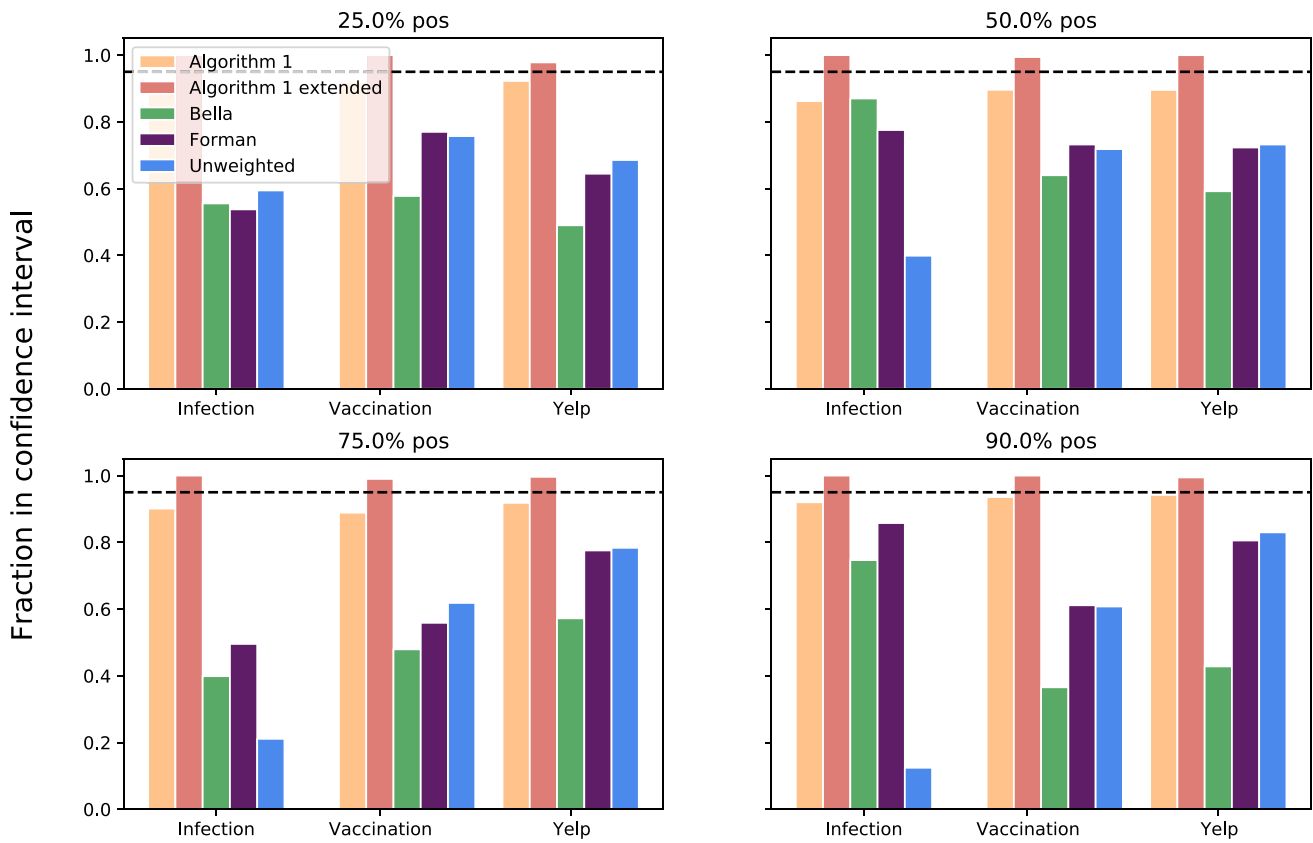 Fraction in confidence interval
25.0% pos
1.0
0.8
0.6
0.4
0.2
0.0
Algorithm 1
Algorithm 1 extended
Bella
Forman
Unweighted
Infection Vaccination Yelp
50.0% pos
Infection Vaccination Yelp
75.0% pos
1.0
0.8
0.6
0.4
0.2
0.0
Infection Vaccination Yelp
90.0% pos
Infection Vaccination Yelp